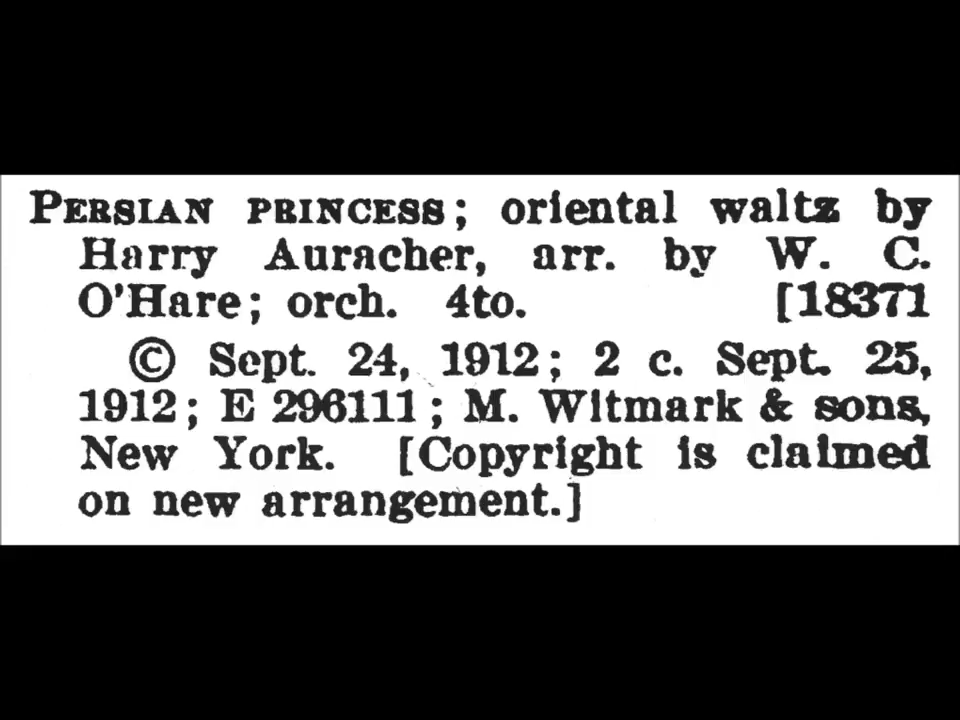 PERSIAN PRINCESS; oriental waltz by
Harry Auracher, arr. by W. C.
O'Hare; orch. 4to. [18371
© Sept. 24, 1912; 2 c. Sept. 25,
1912; E 296111; M. Witmark & sons,
New York. [Copyright is claimed
on new arrangement.]